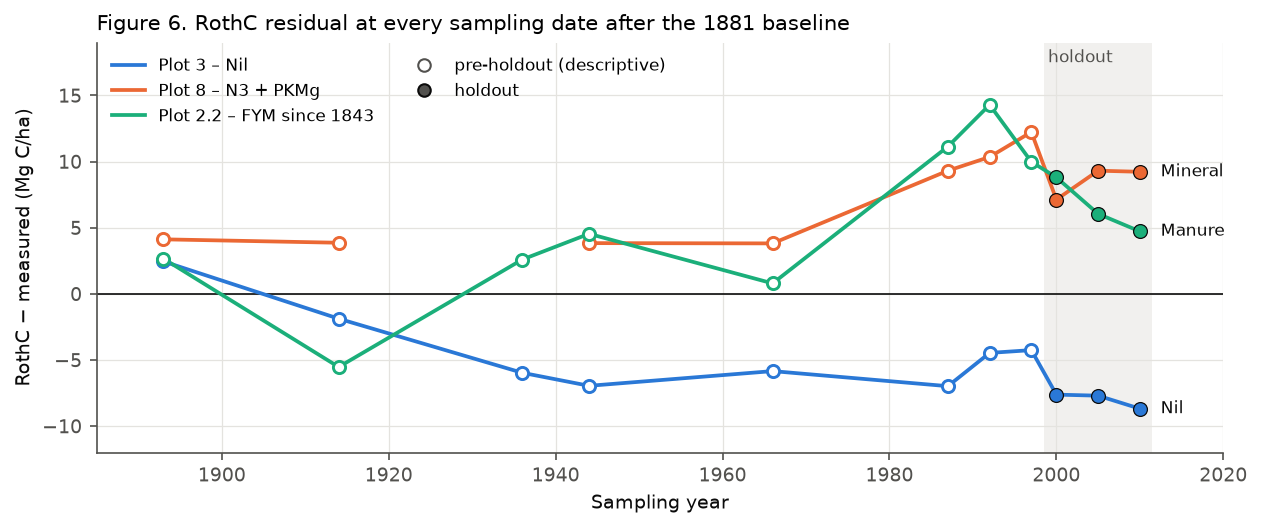 Figure 6. RothC residual at every sampling date after the 1881 baseline
Plot 3 – Nil
Plot 8 – N3 + PKMg
Plot 2.2 – FYM since 1843
pre-holdout (descriptive)
holdout
holdout
RothC − measured (Mg C/ha)
15
10
5
0
−5
−10
Mineral
Manure
Nil
1900
1920
1940
1960
1980
2000
2020
Sampling year